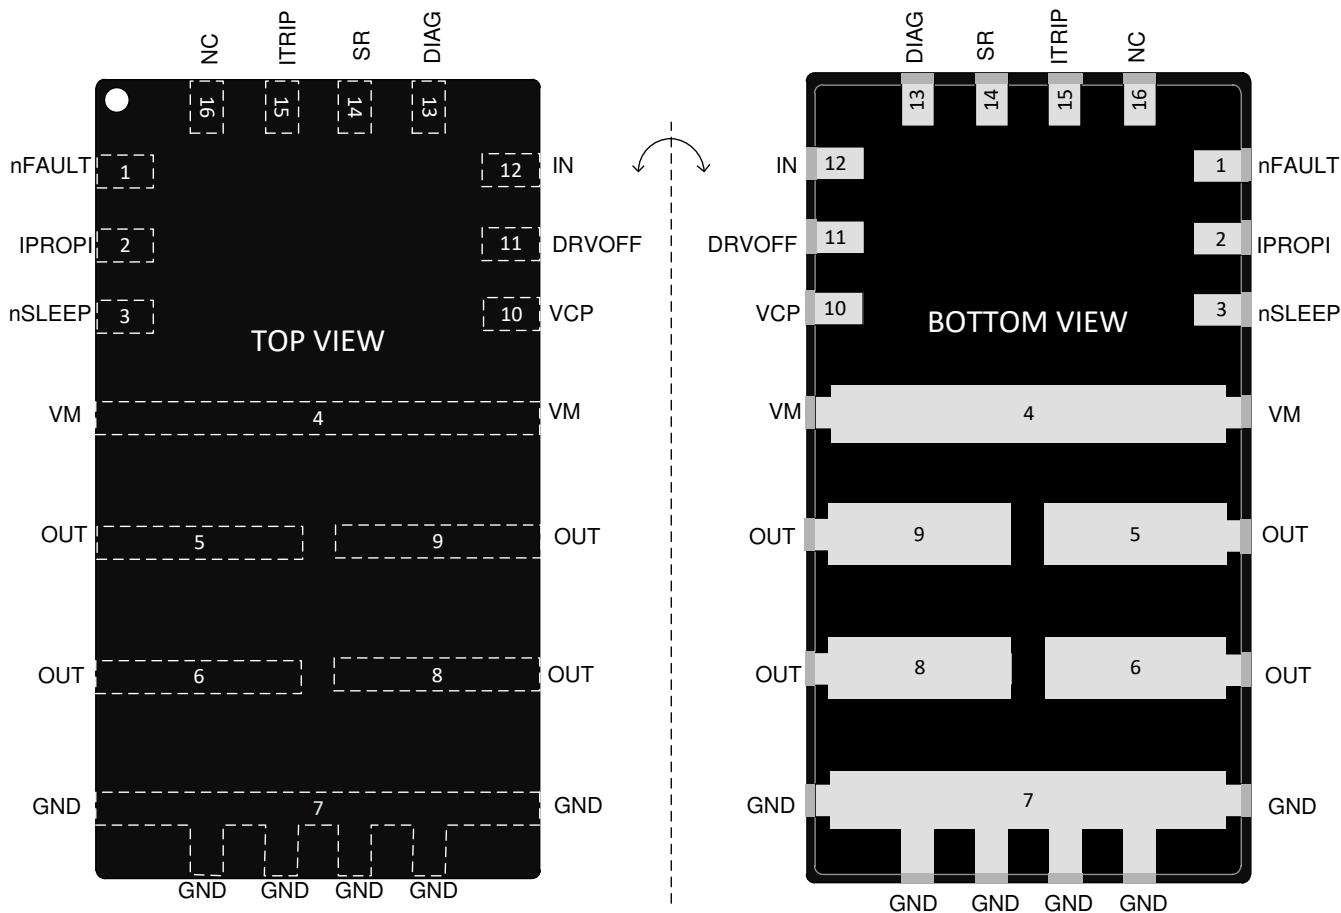 NC ITRIP SR DIAG
16 15 14 13
nFAULT 1 12 IN
IPROPI 2 11 DRVOFF
nSLEEP 3 10 VCP
TOP VIEW
VM 4 VM
OUT 5 9 OUT
OUT 6 8 OUT
GND 7 GND
GND GND GND GND
DIAG SR ITRIP NC
13 14 15 16
IN 12 1 nFAULT
DRVOFF 11 2 IPROPI
VCP 10 3 nSLEEP
BOTTOM VIEW
VM 4 VM
OUT 9 5 OUT
OUT 8 6 OUT
GND 7 GND
GND GND GND GND